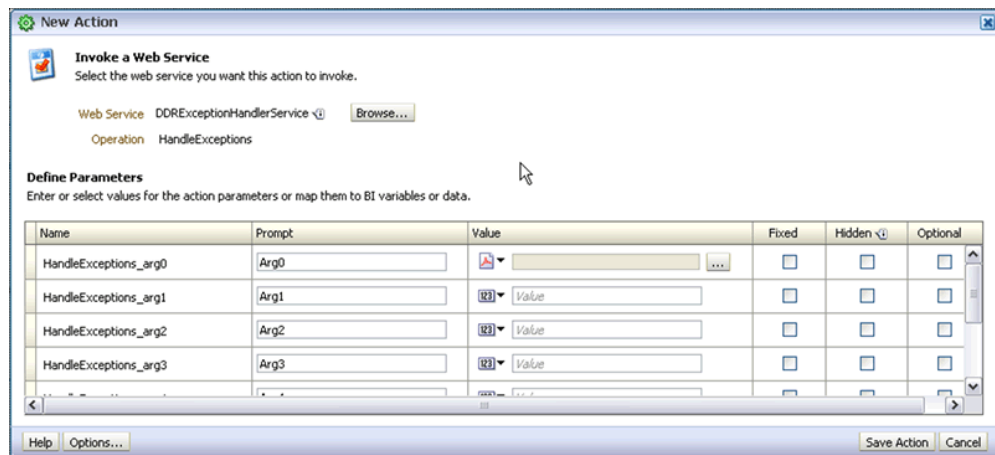 New Action
Invoke a Web Service
Select the web service you want this action to invoke.
Web Service DDRExceptionHandlerService Browse...
Operation HandleExceptions
Define Parameters
Enter or select values for the action parameters or map them to BI variables or data.
Name Prompt Value Fixed Hidden Optional
HandleExceptions_arg0 Arg0 ...
HandleExceptions_arg1 Arg1 123 Value
HandleExceptions_arg2 Arg2 123 Value
HandleExceptions_arg3 Arg3 123 Value
Help Options... Save Action Cancel